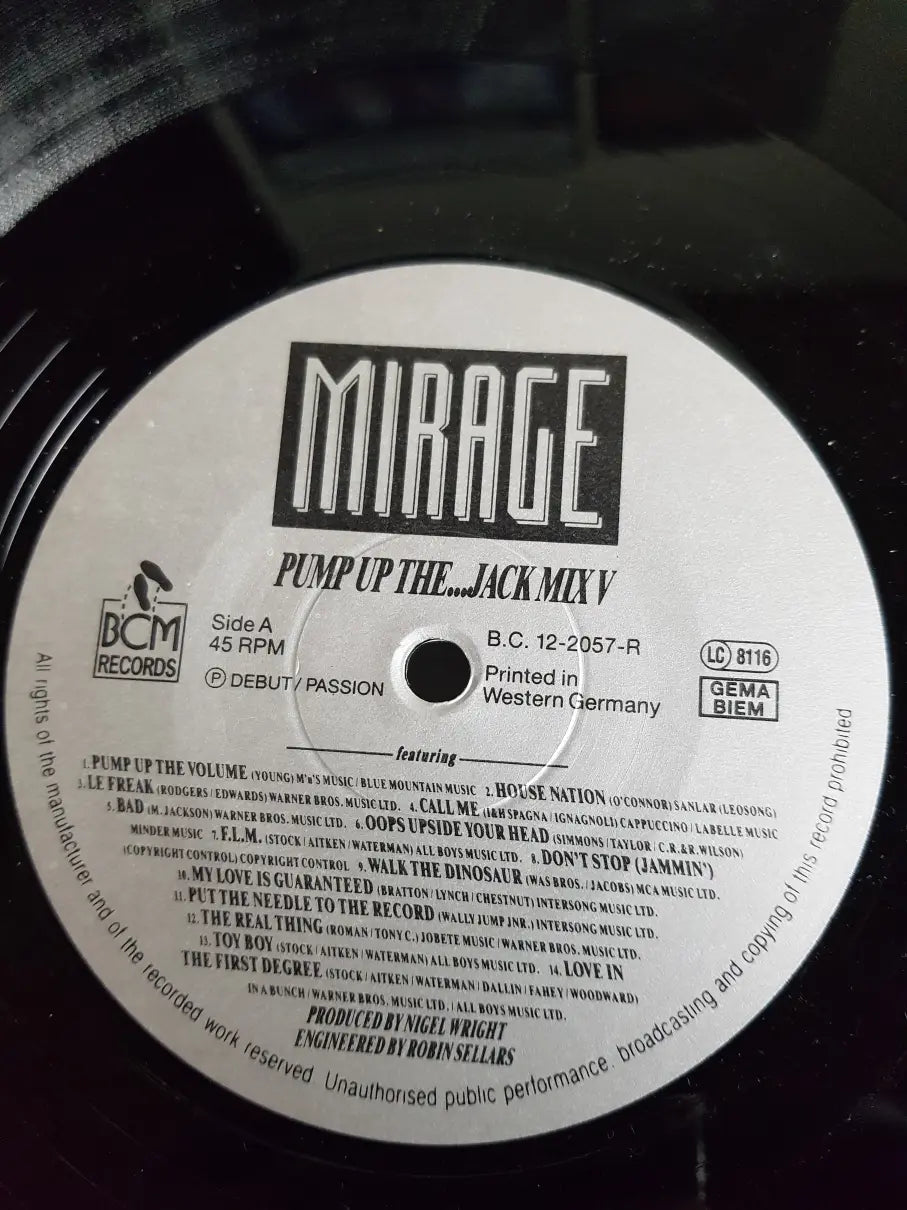 MIRAGE
PUMP UP THE...JACK MIX V
BCM
RECORDS
Side A
45 RPM
Ⓟ DEBUT / PASSION
B.C. 12-2057-R
Printed in
Western Germany
LC 8116
GEMA
BIEM
featuring
1. PUMP UP THE VOLUME (YOUNG) M'n'S MUSIC / BLUE MOUNTAIN MUSIC 2. HOUSE NATION (O'CONNOR) SANLAR (LEOSONG)
3. LE FREAK (RODGERS / EDWARDS) WARNER BROS. MUSIC LTD. 4. CALL ME (I&H SPAGNA / IGNAGNOLI) CAPPUCCINO / LABELLE MUSIC
5. BAD (M. JACKSON) WARNER BROS. MUSIC LTD. 6. OOPS UPSIDE YOUR HEAD (SIMMONS / TAYLOR / C.R.&R.WILSON)
MINDER MUSIC 7. F.L.M. (STOCK / AITKEN / WATERMAN) ALL BOYS MUSIC LTD. 8. DON'T STOP (JAMMIN')
(COPYRIGHT CONTROL) COPYRIGHT CONTROL 9. WALK THE DINOSAUR (WAS BROS. / JACOBS) MCA MUSIC LTD.
10. MY LOVE IS GUARANTEED (BRATTON / LYNCH / CHESTNUT) INTERSONG MUSIC LTD.
11. PUT THE NEEDLE TO THE RECORD (WALLY JUMP JNR.) INTERSONG MUSIC LTD.
12. THE REAL THING (ROMAN / TONY C.) JOBETE MUSIC / WARNER BROS. MUSIC LTD.
13. TOY BOY (STOCK / AITKEN / WATERMAN) ALL BOYS MUSIC LTD. 14. LOVE IN
THE FIRST DEGREE (STOCK / AITKEN / WATERMAN / DALLIN / FAHEY / WOODWARD)
IN A BUNCH / WARNER BROS. MUSIC LTD. / ALL BOYS MUSIC LTD.
PRODUCED BY NIGEL WRIGHT
ENGINEERED BY ROBIN SELLARS
All rights of the manufacturer and of the recorded work reserved. Unauthorised public performance. broadcasting and copying of this record prohibited